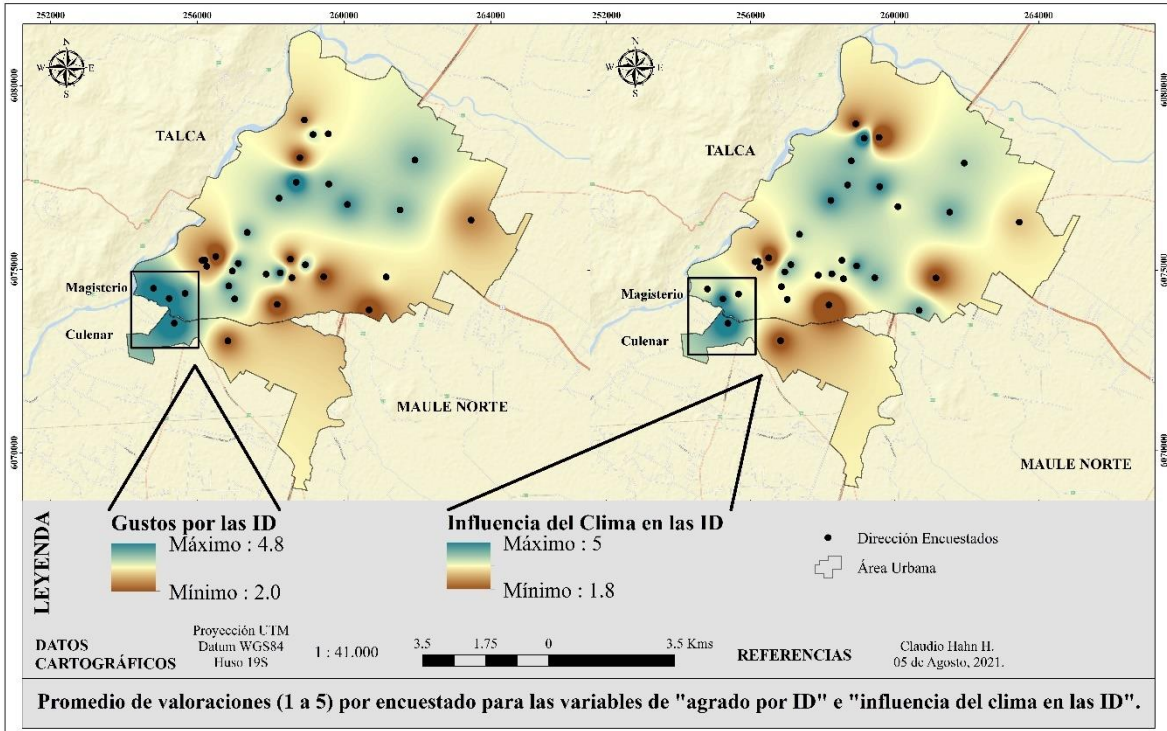 252000 256000 260000 264000 252000 256000 260000 264000
6080000
6075000
6070000
6080000
6075000
6070000
N
W E
S
TALCA
Magisterio
Culenar
MAULE NORTE
N
W E
S
TALCA
Magisterio
Culenar
MAULE NORTE
LEYENDA
Gustos por las ID
Máximo : 4.8
Mínimo : 2.0
Influencia del Clima en las ID
Máximo : 5
Mínimo : 1.8
Dirección Encuestados
Área Urbana
DATOS
CARTOGRÁFICOS
Proyección UTM
Datum WGS84
Huso 19S
1 : 41.000
3.5 1.75 0 3.5 Kms
REFERENCIAS
Claudio Hahn H.
05 de Agosto, 2021.
Promedio de valoraciones (1 a 5) por encuestado para las variables de "agrado por ID" e "influencia del clima en las ID".